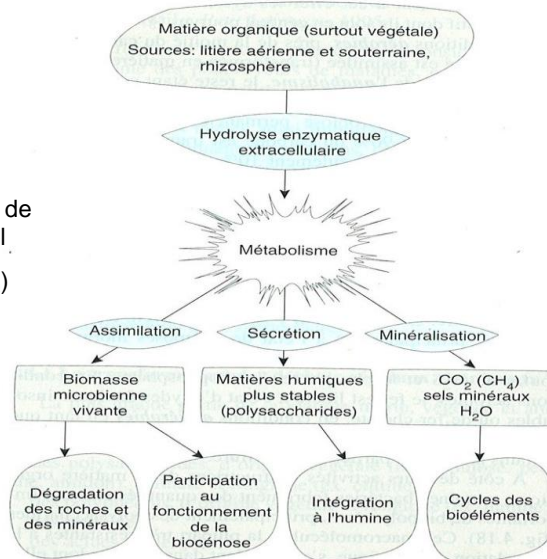 Matière organique (surtout végétale)
Sources: litière aérienne et souterraine,
rhizosphère
Hydrolyse enzymatique
extracellulaire
de
l
)
Métabolisme
Assimilation
Sécrétion
Minéralisation
Biomasse
microbienne
vivante
Matières humiques
plus stables
(polysaccharides)
CO₂ (CH₄)
sels minéraux
H₂O
Dégradation
des roches et
des minéraux
Participation
au
fonctionnement
de la
biocénose
Intégration
à l'humine
Cycles des
bioéléments